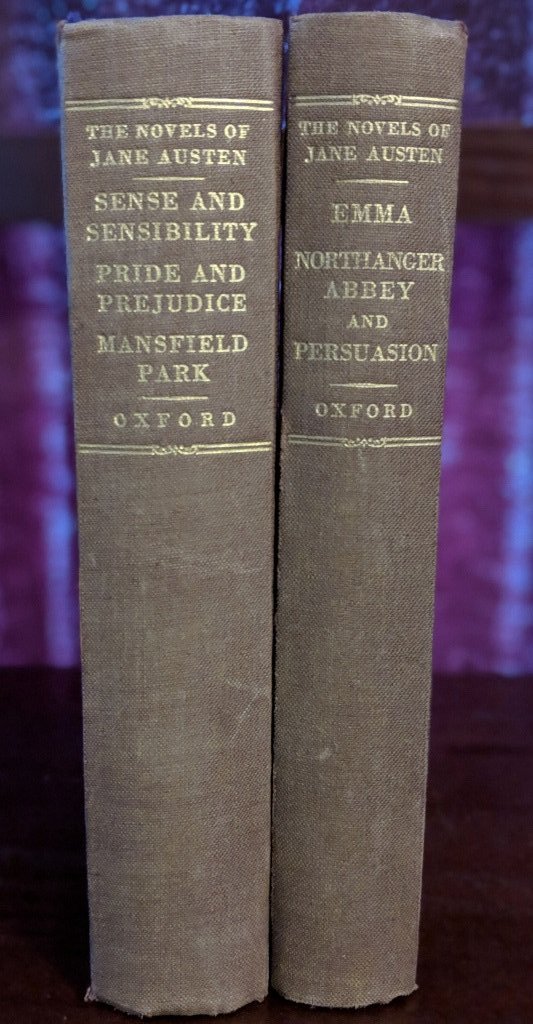 THE NOVELS OF
JANE AUSTEN
SENSE AND
SENSIBILITY
PRIDE AND
PREJUDICE
MANSFIELD
PARK
OXFORD
THE NOVELS OF
JANE AUSTEN
EMMA
NORTHANGER
ABBEY
AND
PERSUASION
OXFORD